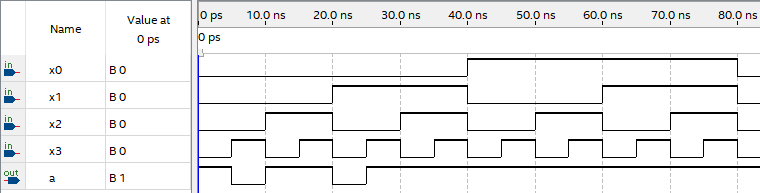 Name Value at 0 ps 0 ps 10.0 ns 20.0 ns 30.0 ns 40.0 ns 50.0 ns 60.0 ns 70.0 ns 80.0 ns
0 ps
in x0 B 0
in x1 B 0
in x2 B 0
in x3 B 0
out a B 1